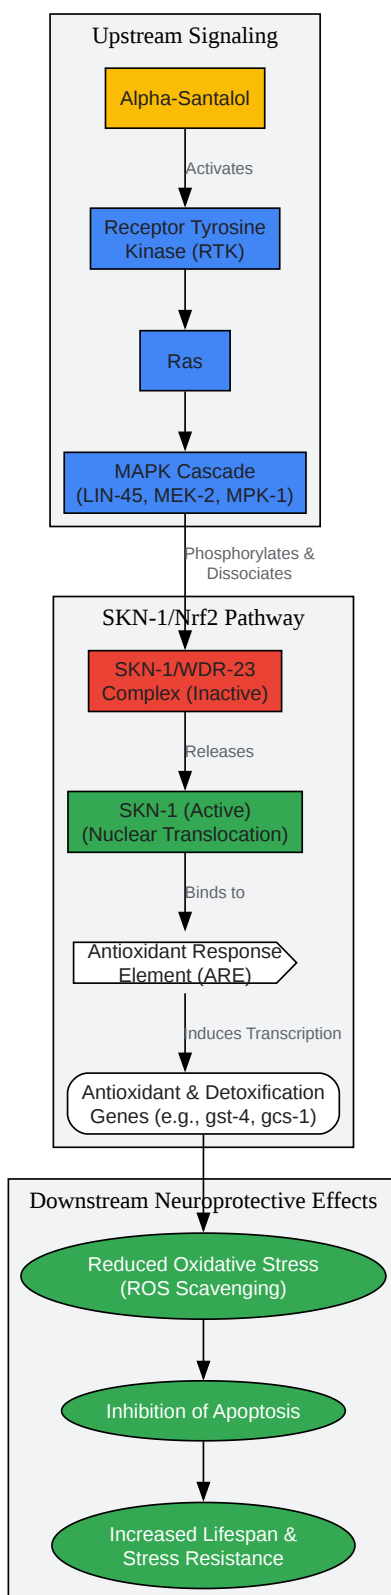 Upstream Signaling
Alpha-Santalol
Activates
Receptor Tyrosine
Kinase (RTK)
Ras
MAPK Cascade
(LIN-45, MEK-2, MPK-1)
Phosphorylates &
Dissociates
SKN-1/Nrf2 Pathway
SKN-1/WDR-23
Complex (Inactive)
Releases
SKN-1 (Active)
(Nuclear Translocation)
Binds to
Antioxidant Response
Element (ARE)
Induces Transcription
Antioxidant & Detoxification
Genes (e.g., gst-4, gcs-1)
Downstream Neuroprotective Effects
Reduced Oxidative Stress
(ROS Scavenging)
Inhibition of Apoptosis
Increased Lifespan &
Stress Resistance